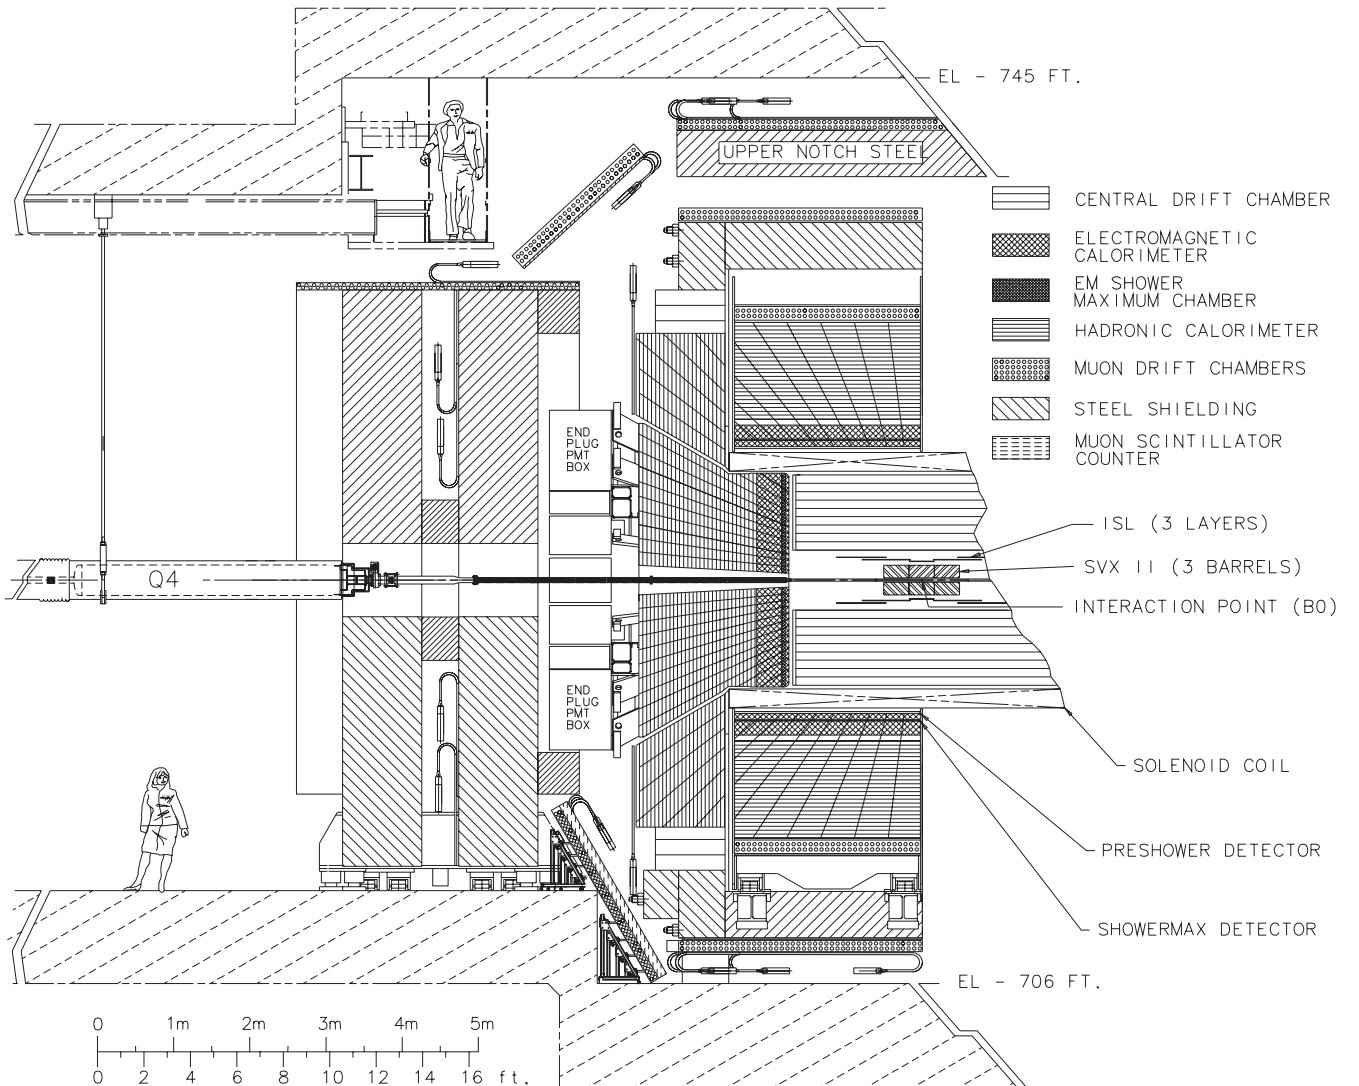 EL - 745 FT.
UPPER NOTCH STEEL
CENTRAL DRIFT CHAMBER
ELECTROMAGNETIC
CALORIMETER
EM SHOWER
MAXIMUM CHAMBER
HADRONIC CALORIMETER
MUON DRIFT CHAMBERS
STEEL SHIELDING
MUON SCINTILLATOR
COUNTER
END
PLUG
PMT
BOX
ISL (3 LAYERS)
SVX II (3 BARRELS)
INTERACTION POINT (B0)
Q4
END
PLUG
PMT
BOX
SOLENOID COIL
PRESHOWER DETECTOR
SHOWERMAX DETECTOR
EL - 706 FT.
0 1m 2m 3m 4m 5m
0 2 4 6 8 10 12 14 16 ft.